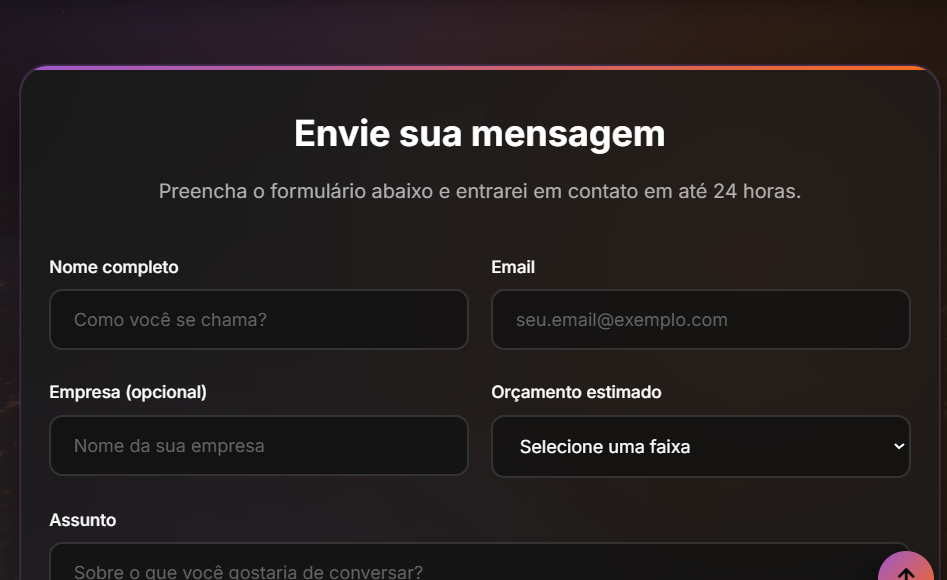 Envie sua mensagem
Preencha o formulário abaixo e entrarei em contato em até 24 horas.
Nome completo
Email
Como você se chama?
seu.email@exemplo.com
Empresa (opcional)
Orçamento estimado
Nome da sua empresa
Selecione uma faixa
Assunto
Sobre o que você gostaria de conversar?